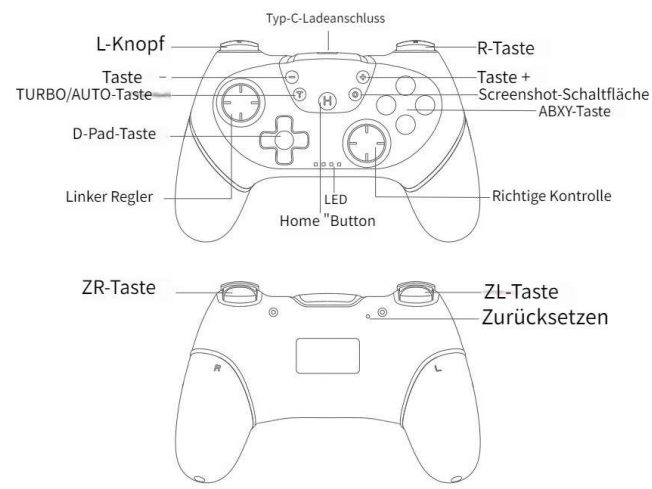 Typ-C-Ladeanschluss
L-Knopf
R-Taste
Taste -
Taste +
TURBO/AUTO-Taste
Screenshot-Schaltfläche
ABXY-Taste
D-Pad-Taste
T
H
Linker Regler
LED
Richtige Kontrolle
Home "Button
ZR-Taste
ZL-Taste
Zurücksetzen
R
L